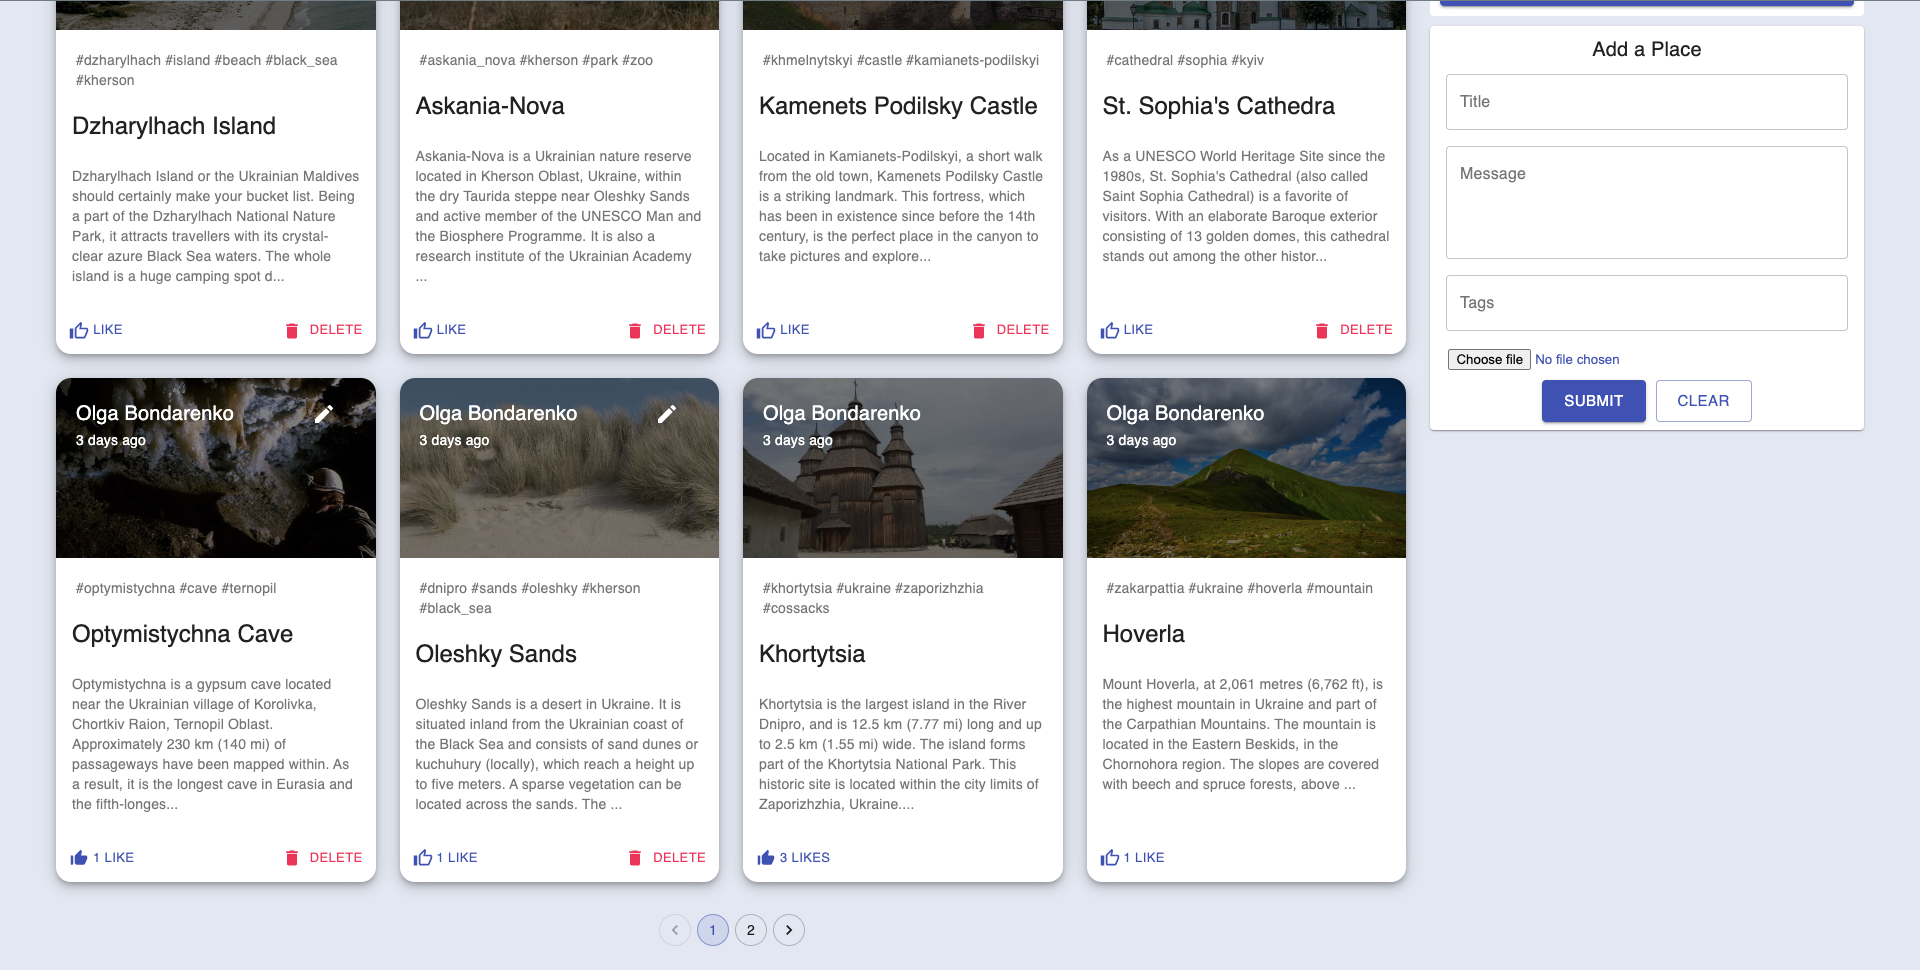 #dzharylhach #island #beach #black_sea
#kherson
Dzharylhach Island
Dzharylhach Island or the Ukrainian Maldives
should certainly make your bucket list. Being
a part of the Dzharylhach National Nature
Park, it attracts travellers with its crystal-
clear azure Black Sea waters. The whole
island is a huge camping spot d...
LIKE
DELETE
#askania_nova #kherson #park #zoo
Askania-Nova
Askania-Nova is a Ukrainian nature reserve
located in Kherson Oblast, Ukraine, within
the dry Taurida steppe near Oleshky Sands
and active member of the UNESCO Man and
the Biosphere Programme. It is also a
research institute of the Ukrainian Academy
...
LIKE
DELETE
#khmelnytskyi #castle #kamianets-podilskyi
Kamenets Podilsky Castle
Located in Kamianets-Podilskyi, a short walk
from the old town, Kamenets Podilsky Castle
is a striking landmark. This fortress, which
has been in existence since before the 14th
century, is the perfect place in the canyon to
take pictures and explore...
LIKE
DELETE
#cathedral #sophia #kyiv
St. Sophia's Cathedra
As a UNESCO World Heritage Site since the
1980s, St. Sophia's Cathedral (also called
Saint Sophia Cathedral) is a favorite of
visitors. With an elaborate Baroque exterior
consisting of 13 golden domes, this cathedral
stands out among the other histor...
LIKE
DELETE
Olga Bondarenko
3 days ago
#optymistychna #cave #ternopil
Optymistychna Cave
Optymistychna is a gypsum cave located
near the Ukrainian village of Korolivka,
Chortkiv Raion, Ternopil Oblast.
Approximately 230 km (140 mi) of
passageways have been mapped within. As
a result, it is the longest cave in Eurasia and
the fifth-longes...
1 LIKE
DELETE
Olga Bondarenko
3 days ago
#dnipro #sands #oleshky #kherson
#black_sea
Oleshky Sands
Oleshky Sands is a desert in Ukraine. It is
situated inland from the Ukrainian coast of
the Black Sea and consists of sand dunes or
kuchuhury (locally), which reach a height up
to five meters. A sparse vegetation can be
located across the sands. The ...
1 LIKE
DELETE
Olga Bondarenko
3 days ago
#khortytsia #ukraine #zaporizhzhia
#cossacks
Khortytsia
Khortytsia is the largest island in the River
Dnipro, and is 12.5 km (7.77 mi) long and up
to 2.5 km (1.55 mi) wide. The island forms
part of the Khortytsia National Park. This
historic site is located within the city limits of
Zaporizhzhia, Ukraine....
3 LIKES
Olga Bondarenko
3 days ago
#zakarpattia #ukraine #hoverla #mountain
Hoverla
Mount Hoverla, at 2,061 metres (6,762 ft), is
the highest mountain in Ukraine and part of
the Carpathian Mountains. The mountain is
located in the Eastern Beskids, in the
Chornohora region. The slopes are covered
with beech and spruce forests, above ...
1 LIKE
1 2
Add a Place
Title
Message
Tags
Choose file No file chosen
SUBMIT
CLEAR